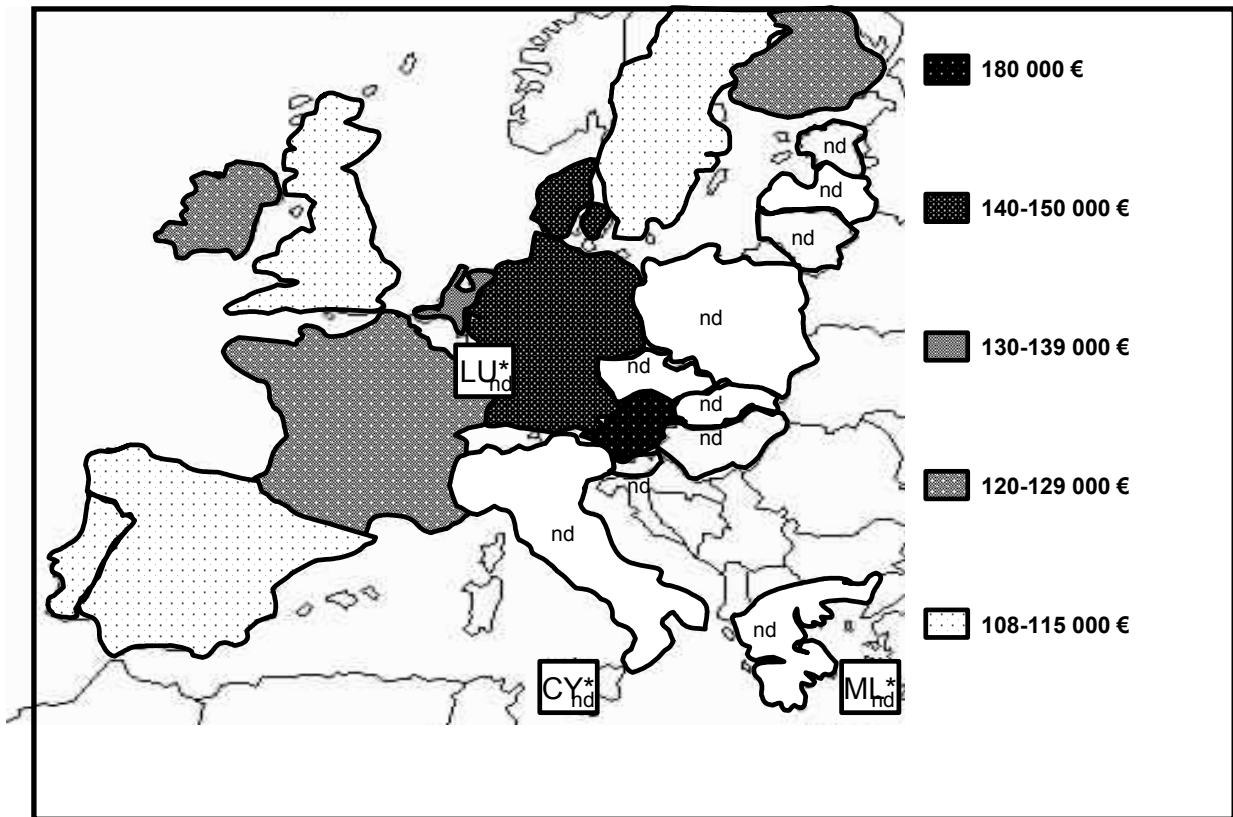 180 000 €
nd
nd
140-150 000 €
nd
nd
130-139 000 €
LU*
nd
nd
nd
nd
nd
120-129 000 €
nd
nd
108-115 000 €
CY*
nd
ML*
nd